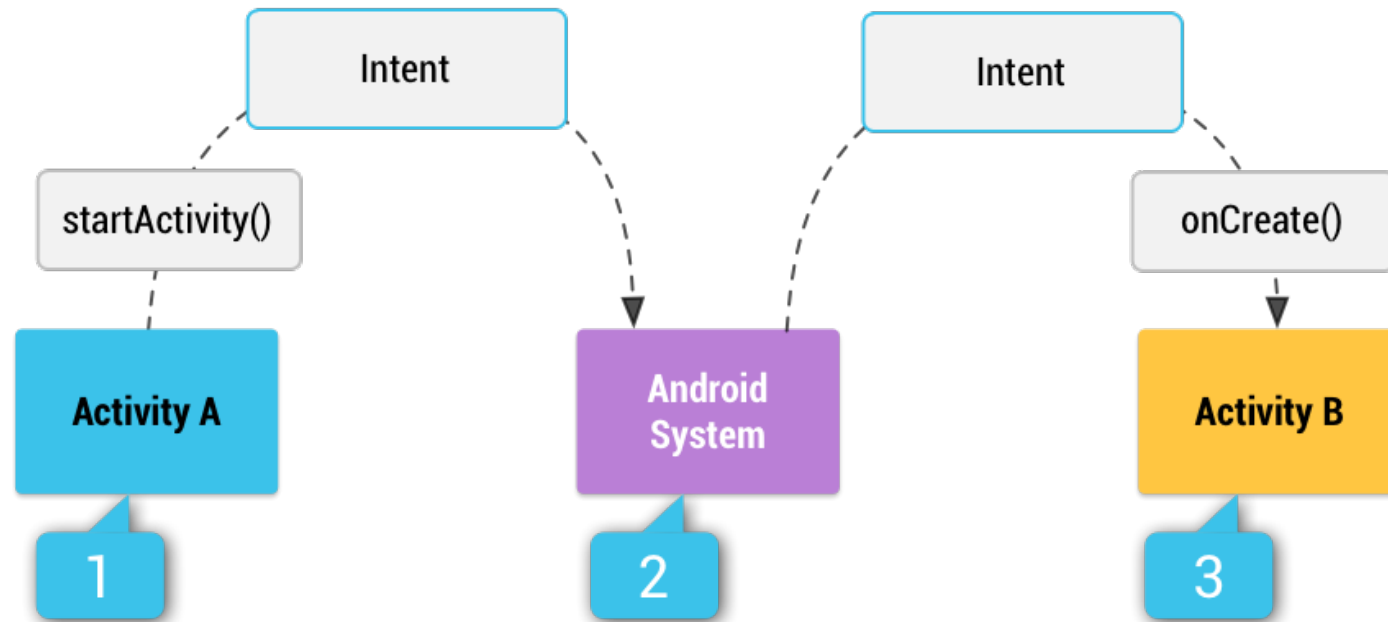 Intent
Intent
startActivity()
onCreate()
Activity A
Android
System
Activity B
1
2
3